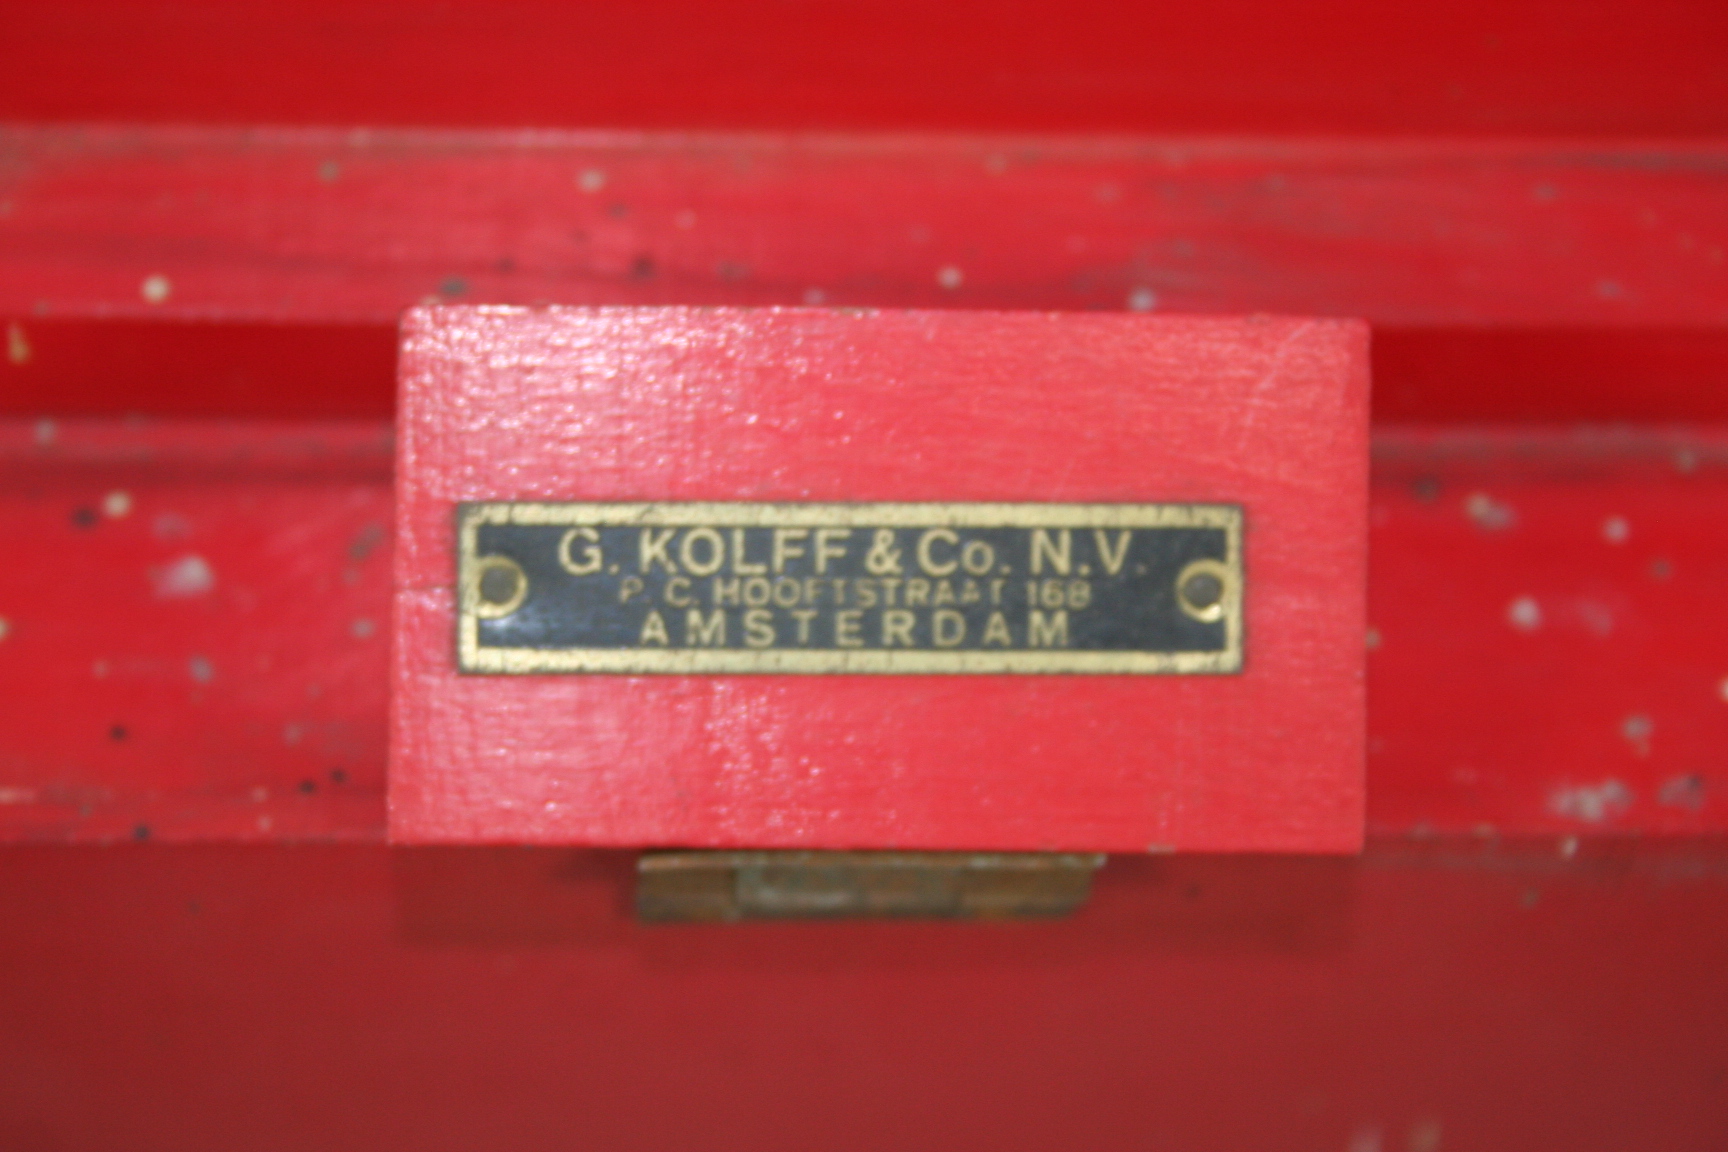 G. KOLFF & Co. N.V.
P. C. HOOFTSTRAAT 168
AMSTERDAM